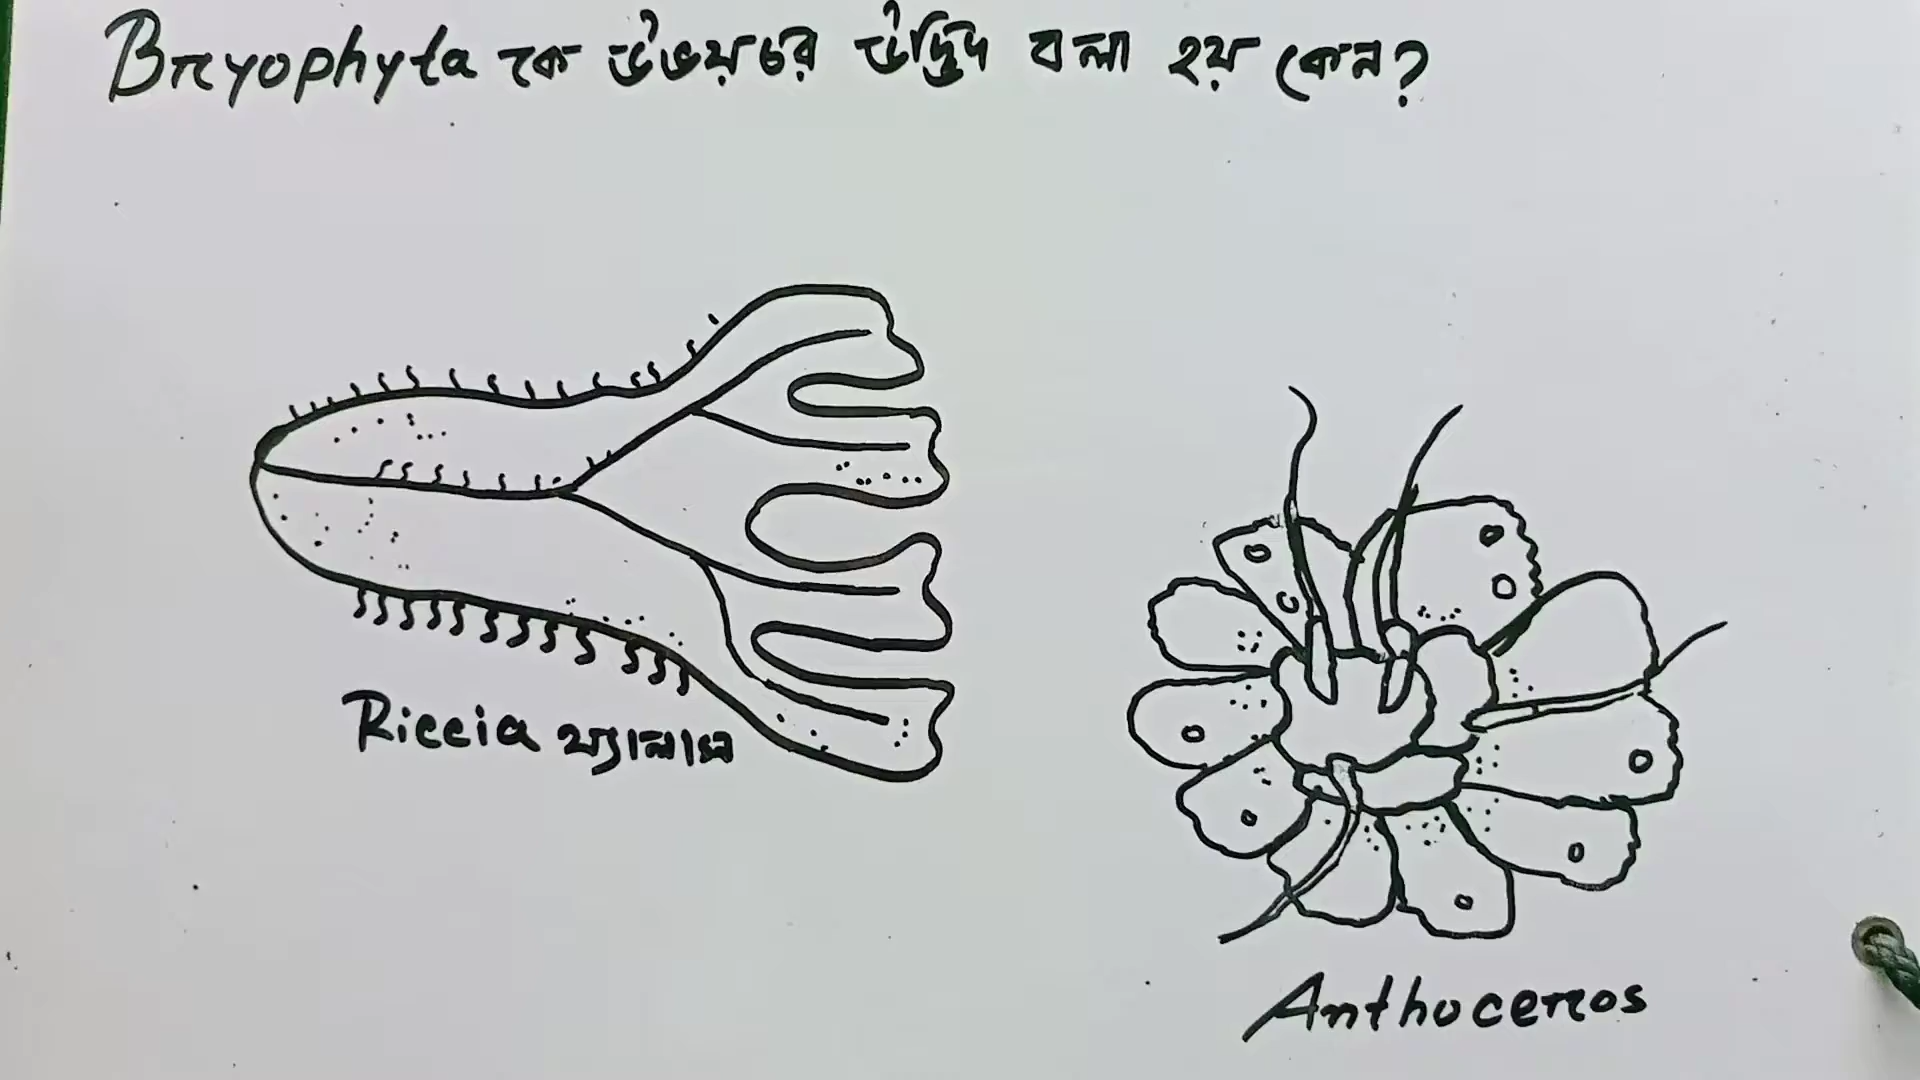 Bryophyta কে উভয়চর উদ্ভিদ বলা হয় কেন?
Riccia থ্যালাস
Anthoceros